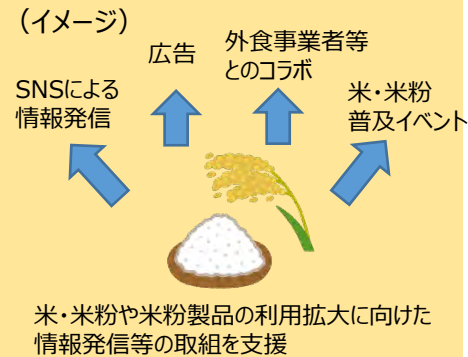 （イメージ）
広告
外食事業者等
とのコラボ
SNSによる
情報発信
米・米粉
普及イベント
米・米粉や米粉製品の利用拡大に向けた
情報発信等の取組を支援